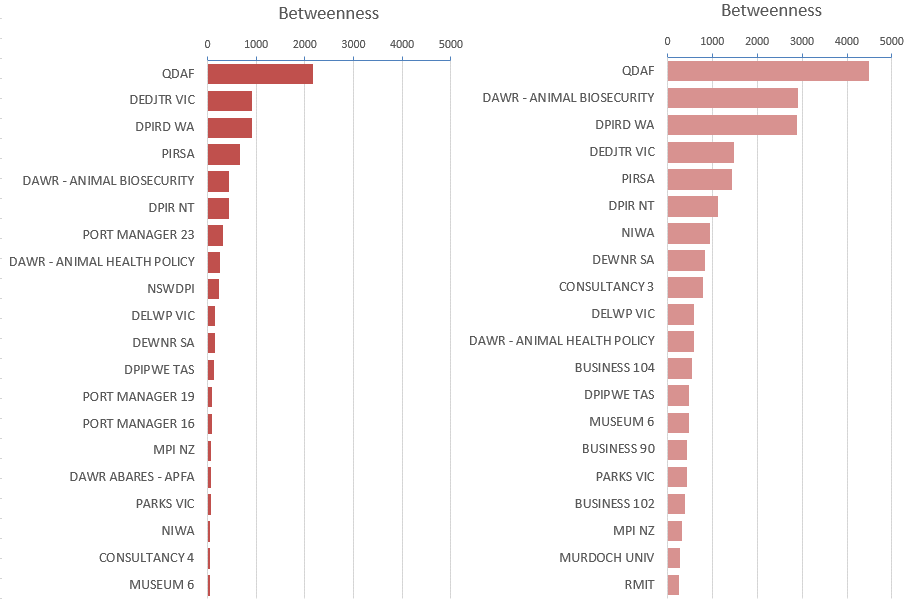 Betweenness
0 1000 2000 3000 4000 5000
QDAF
DEDJTR VIC
DPIRD WA
PIRSA
DAWR - ANIMAL BIOSECURITY
DPIR NT
PORT MANAGER 23
DAWR - ANIMAL HEALTH POLICY
NSWDPI
DELWP VIC
DEWNR SA
DPIPWE TAS
PORT MANAGER 19
PORT MANAGER 16
MPI NZ
DAWR ABARES - APFA
PARKS VIC
NIWA
CONSULTANCY 4
MUSEUM 6
Betweenness
0 1000 2000 3000 4000 5000
QDAF
DAWR - ANIMAL BIOSECURITY
DPIRD WA
DEDJTR VIC
PIRSA
DPIR NT
NIWA
DEWNR SA
CONSULTANCY 3
DELWP VIC
DAWR - ANIMAL HEALTH POLICY
BUSINESS 104
DPIPWE TAS
MUSEUM 6
BUSINESS 90
PARKS VIC
BUSINESS 102
MPI NZ
MURDOCH UNIV
RMIT